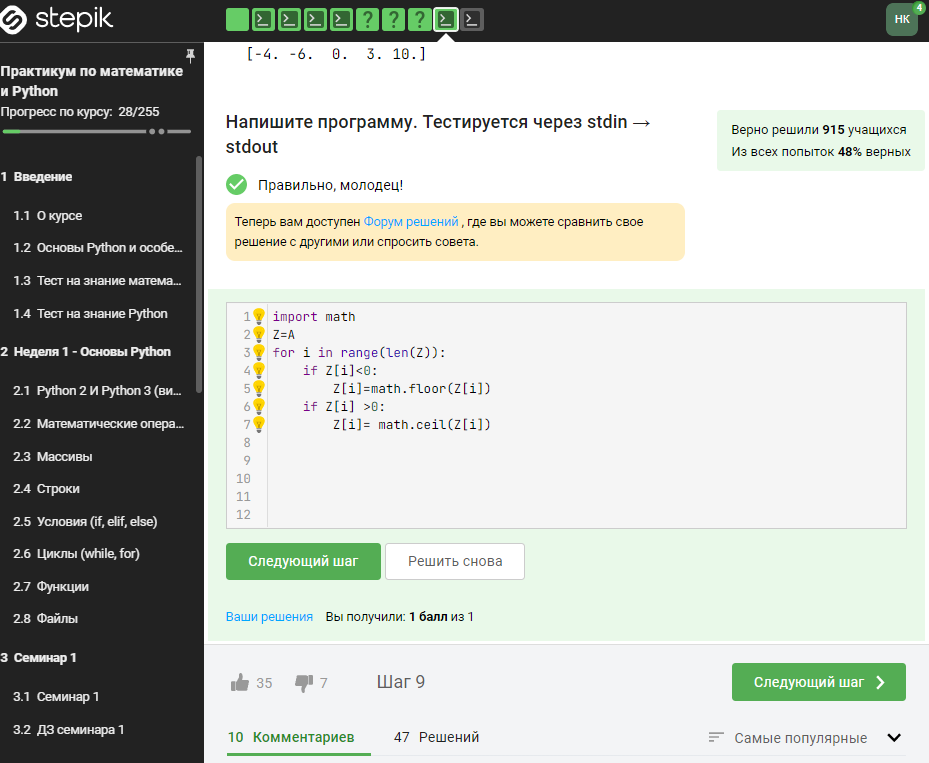 stepik
НК
4
Практикум по математике
и Python
Прогресс по курсу: 28/255
1 Введение
1.1 О курсе
1.2 Основы Python и особе...
1.3 Тест на знание матема...
1.4 Тест на знание Python
2 Неделя 1 - Основы Python
2.1 Python 2 И Python 3 (ви...
2.2 Математические опера...
2.3 Массивы
2.4 Строки
2.5 Условия (if, elif, else)
2.6 Циклы (while, for)
2.7 Функции
2.8 Файлы
3 Семинар 1
3.1 Семинар 1
3.2 ДЗ семинара 1
[-4. -6. 0. 3. 10.]
Напишите программу. Тестируется через stdin →
stdout
Верно решили 915 учащихся
Из всех попыток 48% верных
Правильно, молодец!
Теперь вам доступен Форум решений , где вы можете сравнить свое
решение с другими или спросить совета.
1 import math
2 Z=A
3 for i in range(len(Z)):
4     if Z[i]<0:
5         Z[i]=math.floor(Z[i])
6     if Z[i] >0:
7         Z[i]= math.ceil(Z[i])
8
9
10
11
12
Следующий шаг
Решить снова
Ваши решения Вы получили: 1 балл из 1
35
7
Шаг 9
Следующий шаг
10 Комментариев
47 Решений
Самые популярные